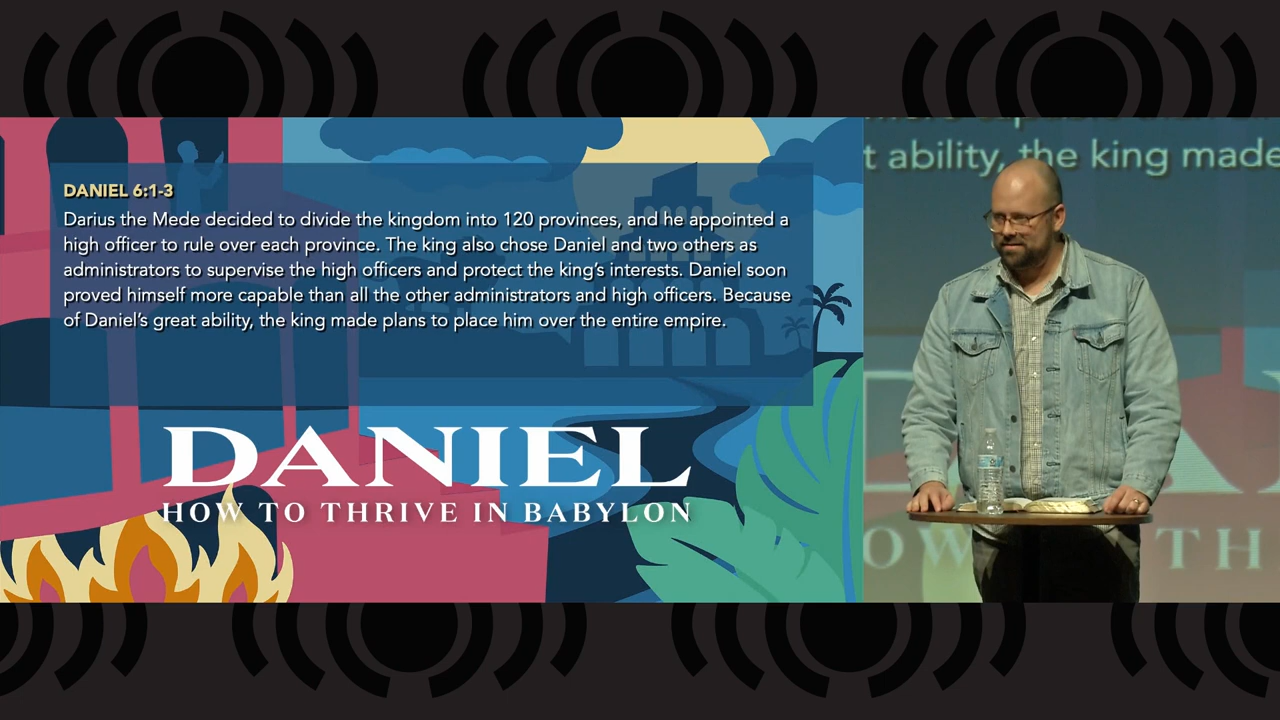 DANIEL 6:1-3
Darius the Mede decided to divide the kingdom into 120 provinces, and he appointed a
high officer to rule over each province. The king also chose Daniel and two others as
administrators to supervise the high officers and protect the king's interests. Daniel soon
proved himself more capable than all the other administrators and high officers. Because
of Daniel's great ability, the king made plans to place him over the entire empire.
DANIEL
HOW TO THRIVE IN BABYLON
t ability, the king made
OW TH